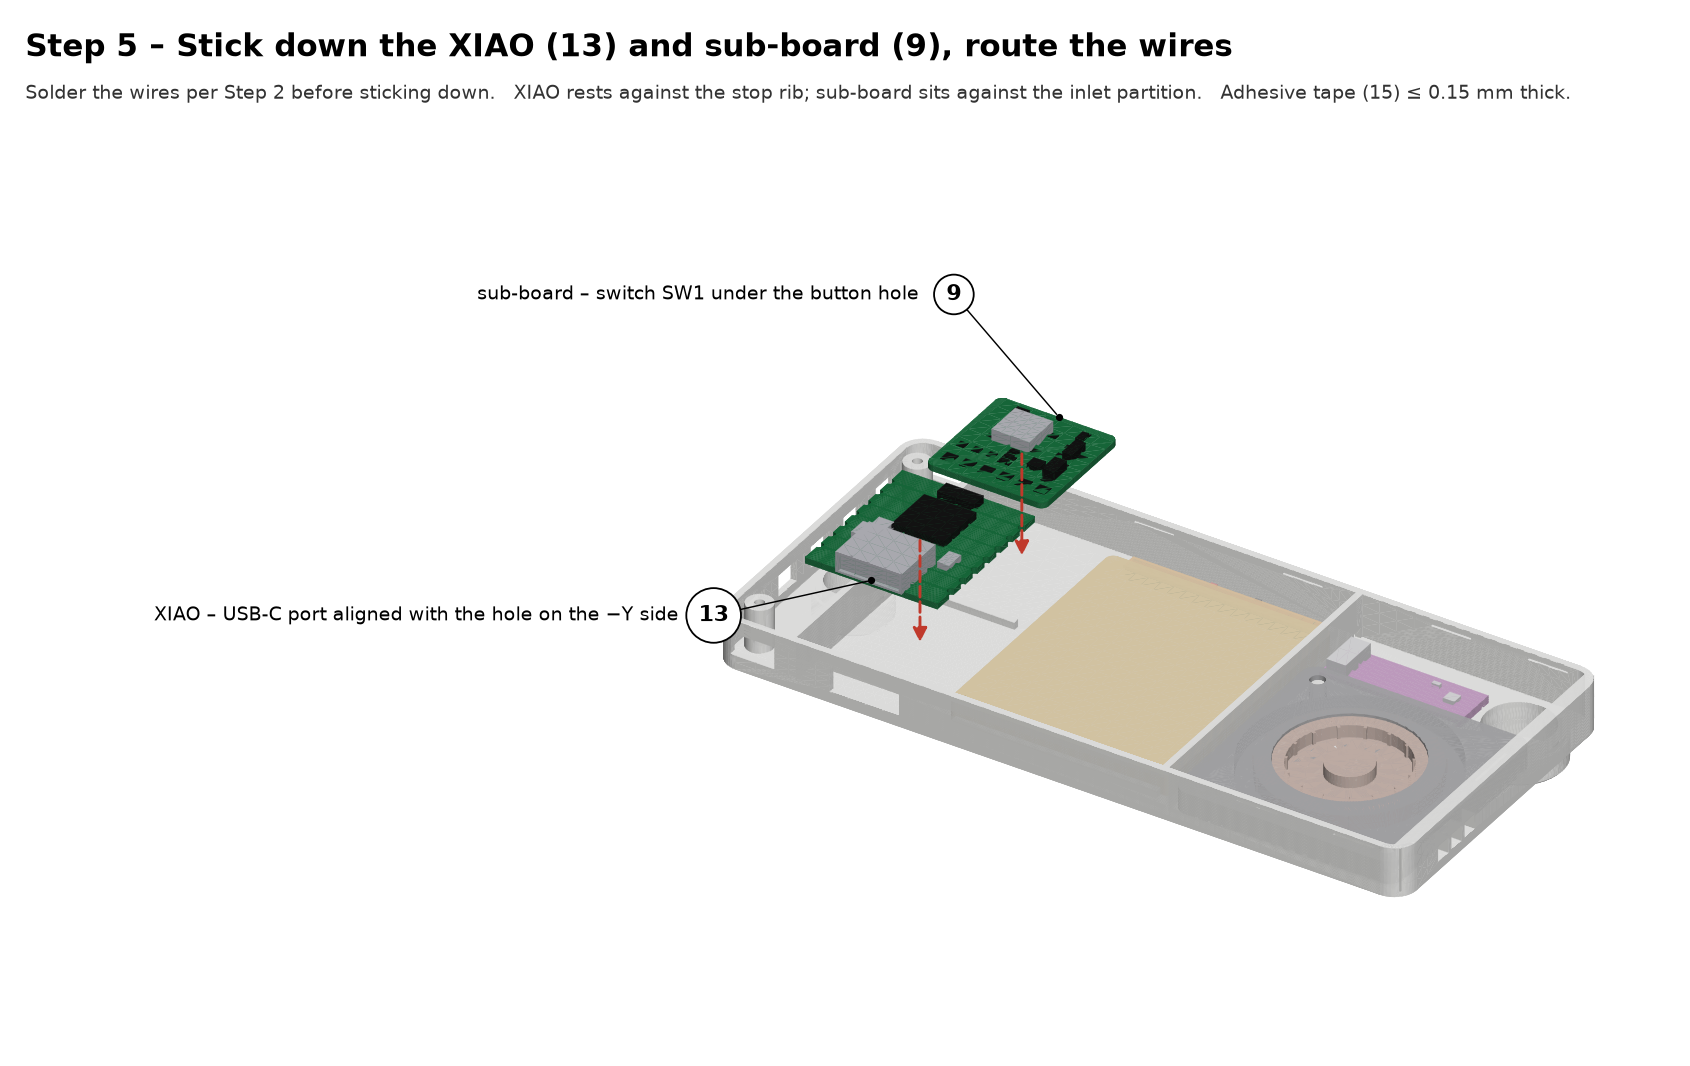 Step 5 – Stick down the XIAO (13) and sub-board (9), route the wires
Solder the wires per Step 2 before sticking down. XIAO rests against the stop rib; sub-board sits against the inlet partition. Adhesive tape (15) ≤ 0.15 mm thick.
sub-board – switch SW1 under the button hole 9
XIAO – USB-C port aligned with the hole on the −Y side 13